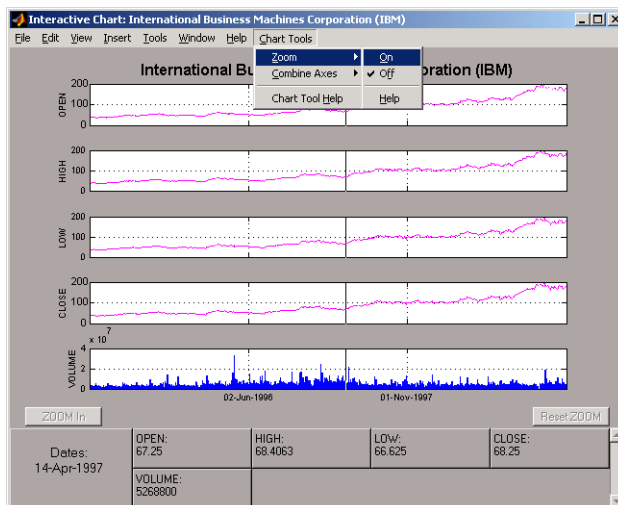 Interactive Chart: International Business Machines Corporation (IBM)
File Edit View Insert Tools Window Help Chart Tools
Zoom
On
Combine Axes
Off
Chart Tool Help
Help
International Bu
oration (IBM)
OPEN
200
100
0
HIGH
200
100
0
LOW
200
100
0
CLOSE
200
100
0
x 10 7
VOLUME
4
2
0
02-Jun-1996 01-Nov-1997
ZOOM In
Reset ZOOM
Dates:
14-Apr-1997
OPEN:
67.25
HIGH:
68.4063
LOW:
66.625
CLOSE:
68.25
VOLUME:
5268800